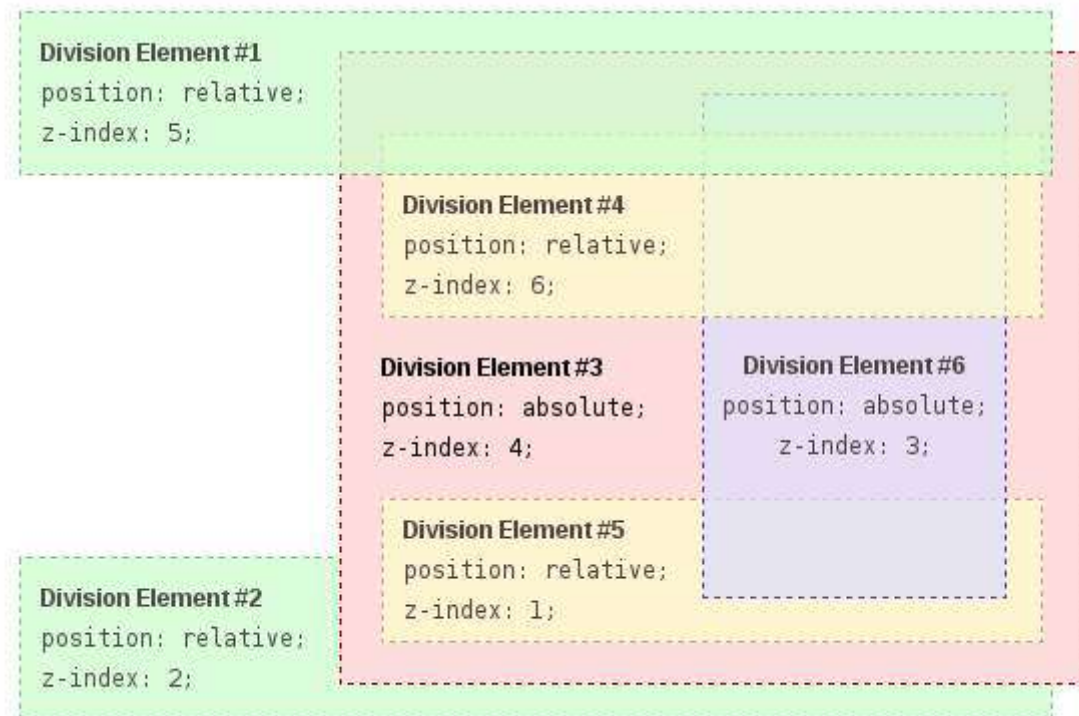 Division Element #1
position: relative;
z-index: 5;
Division Element #4
position: relative;
z-index: 6;
Division Element #3
position: absolute;
z-index: 4;
Division Element #6
position: absolute;
z-index: 3;
Division Element #5
position: relative;
z-index: 1;
Division Element #2
position: relative;
z-index: 2;